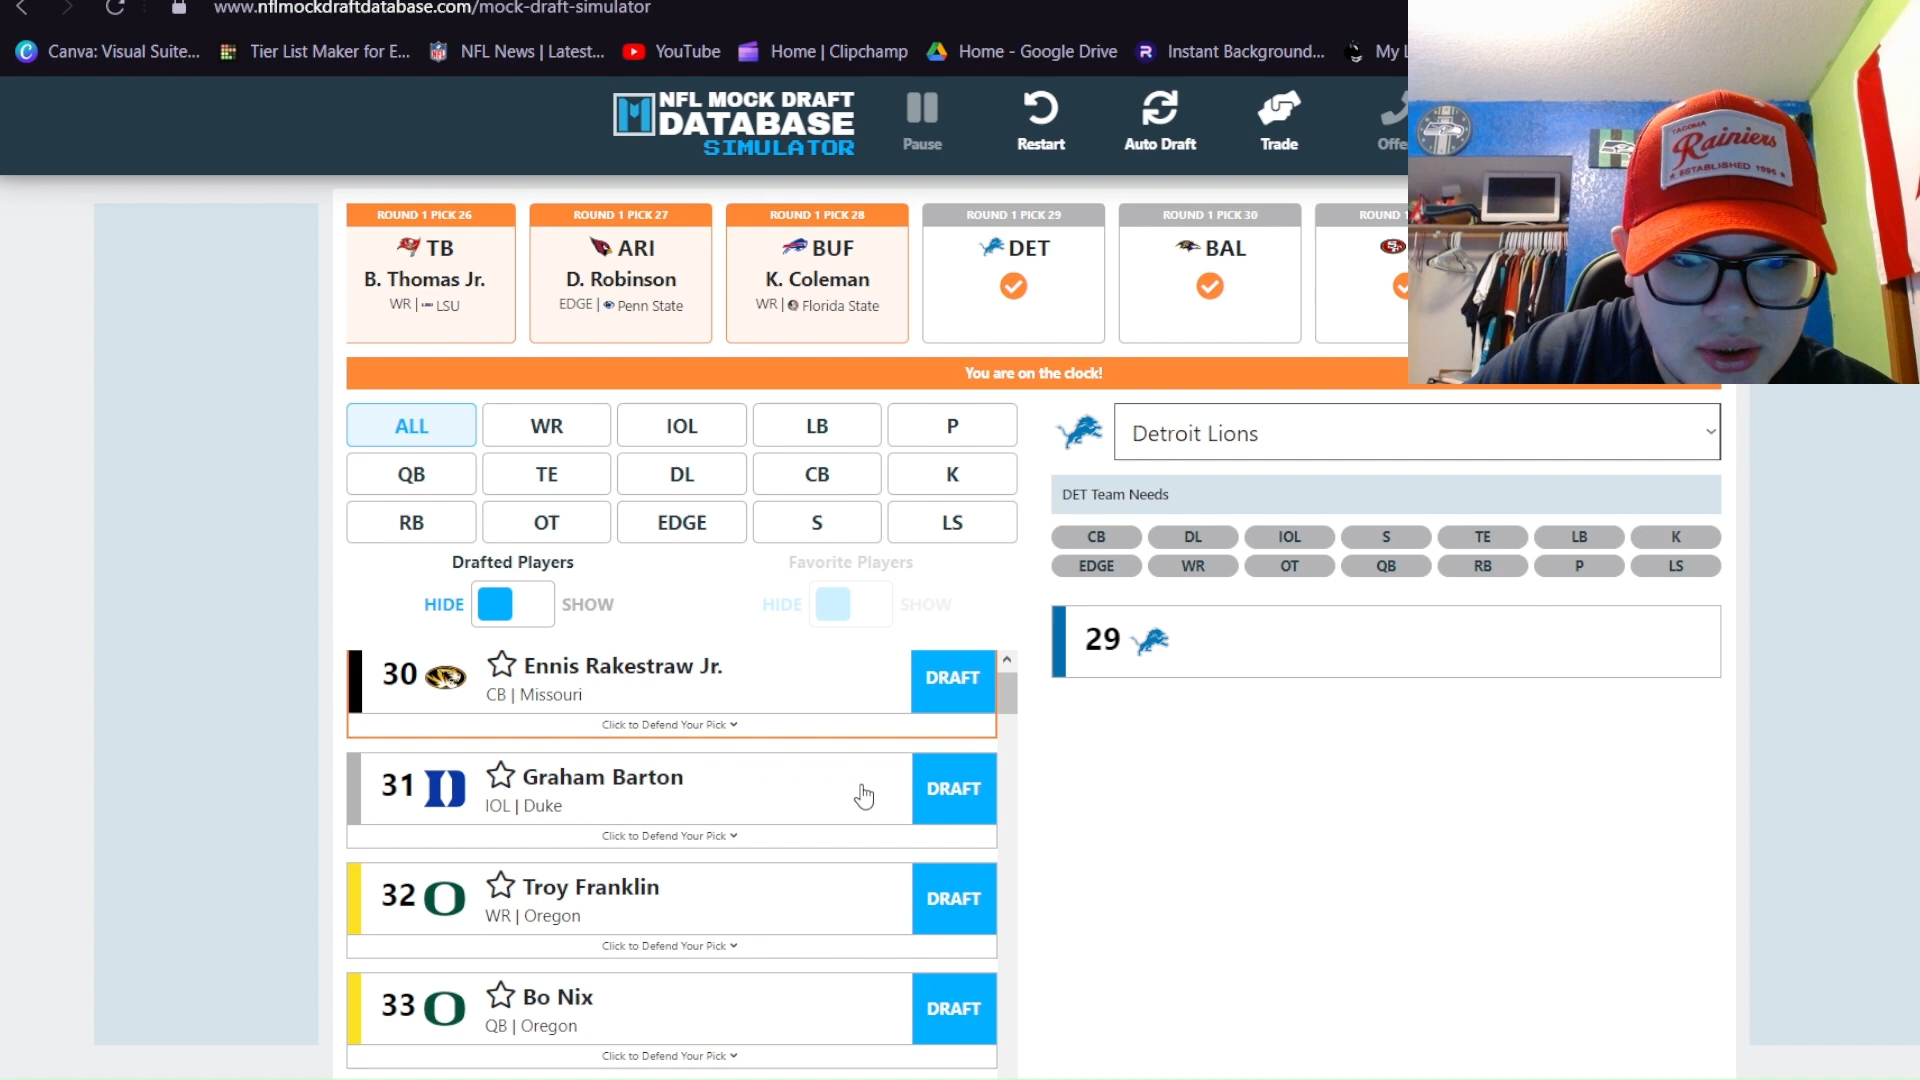 www.nflmockdraftdatabase.com/mock-draft-simulator
Canva: Visual Suite... Tier List Maker for E... NFL News | Latest... YouTube Home | Clipchamp Home - Google Drive Instant Background... My
NFL MOCK DRAFT
DATABASE
SIMULATOR
Pause Restart Auto Draft Trade Offe
ROUND 1 PICK 26 ROUND 1 PICK 27 ROUND 1 PICK 28 ROUND 1 PICK 29 ROUND 1 PICK 30 ROUND
TB ARI BUF DET BAL
B. Thomas Jr. D. Robinson K. Coleman
WR | LSU EDGE | Penn State WR | Florida State
TACOMA
Rainiers
ESTABLISHED 1995
You are on the clock!
ALL WR IOL LB P
QB TE DL CB K
RB OT EDGE S LS
Drafted Players Favorite Players
HIDE SHOW HIDE SHOW
Detroit Lions
DET Team Needs
CB DL IOL S TE LB K
EDGE WR OT QB RB P LS
29
30 Ennis Rakestraw Jr. DRAFT
CB | Missouri
Click to Defend Your Pick
31 Graham Barton DRAFT
IOL | Duke
Click to Defend Your Pick
32 Troy Franklin DRAFT
WR | Oregon
Click to Defend Your Pick
33 Bo Nix DRAFT
QB | Oregon
Click to Defend Your Pick